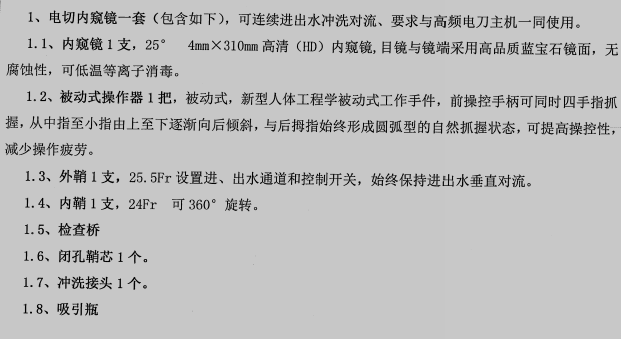 1、电切内窥镜一套（包含如下），可连续进出水冲洗对流、要求与高频电刀主机一同使用。
1.1、内窥镜1支，25° 4mm×310mm高清（HD）内窥镜,目镜与镜端采用高品质蓝宝石镜面，无
腐蚀性，可低温等离子消毒。
1.2、被动式操作器1把，被动式，新型人体工程学被动式工作手件，前操控手柄可同时四手指抓
握，从中指至小指由上至下逐渐向后倾斜，与后拇指始终形成圆弧型的自然抓握状态，可提高操控性，
减少操作疲劳。
1.3、外鞘1支，25.5Fr设置进、出水通道和控制开关，始终保持进出水垂直对流。
1.4、内鞘1支，24Fr 可360°旋转。
1.5、检查桥
1.6、闭孔鞘芯1个。
1.7、冲洗接头1个。
1.8、吸引瓶